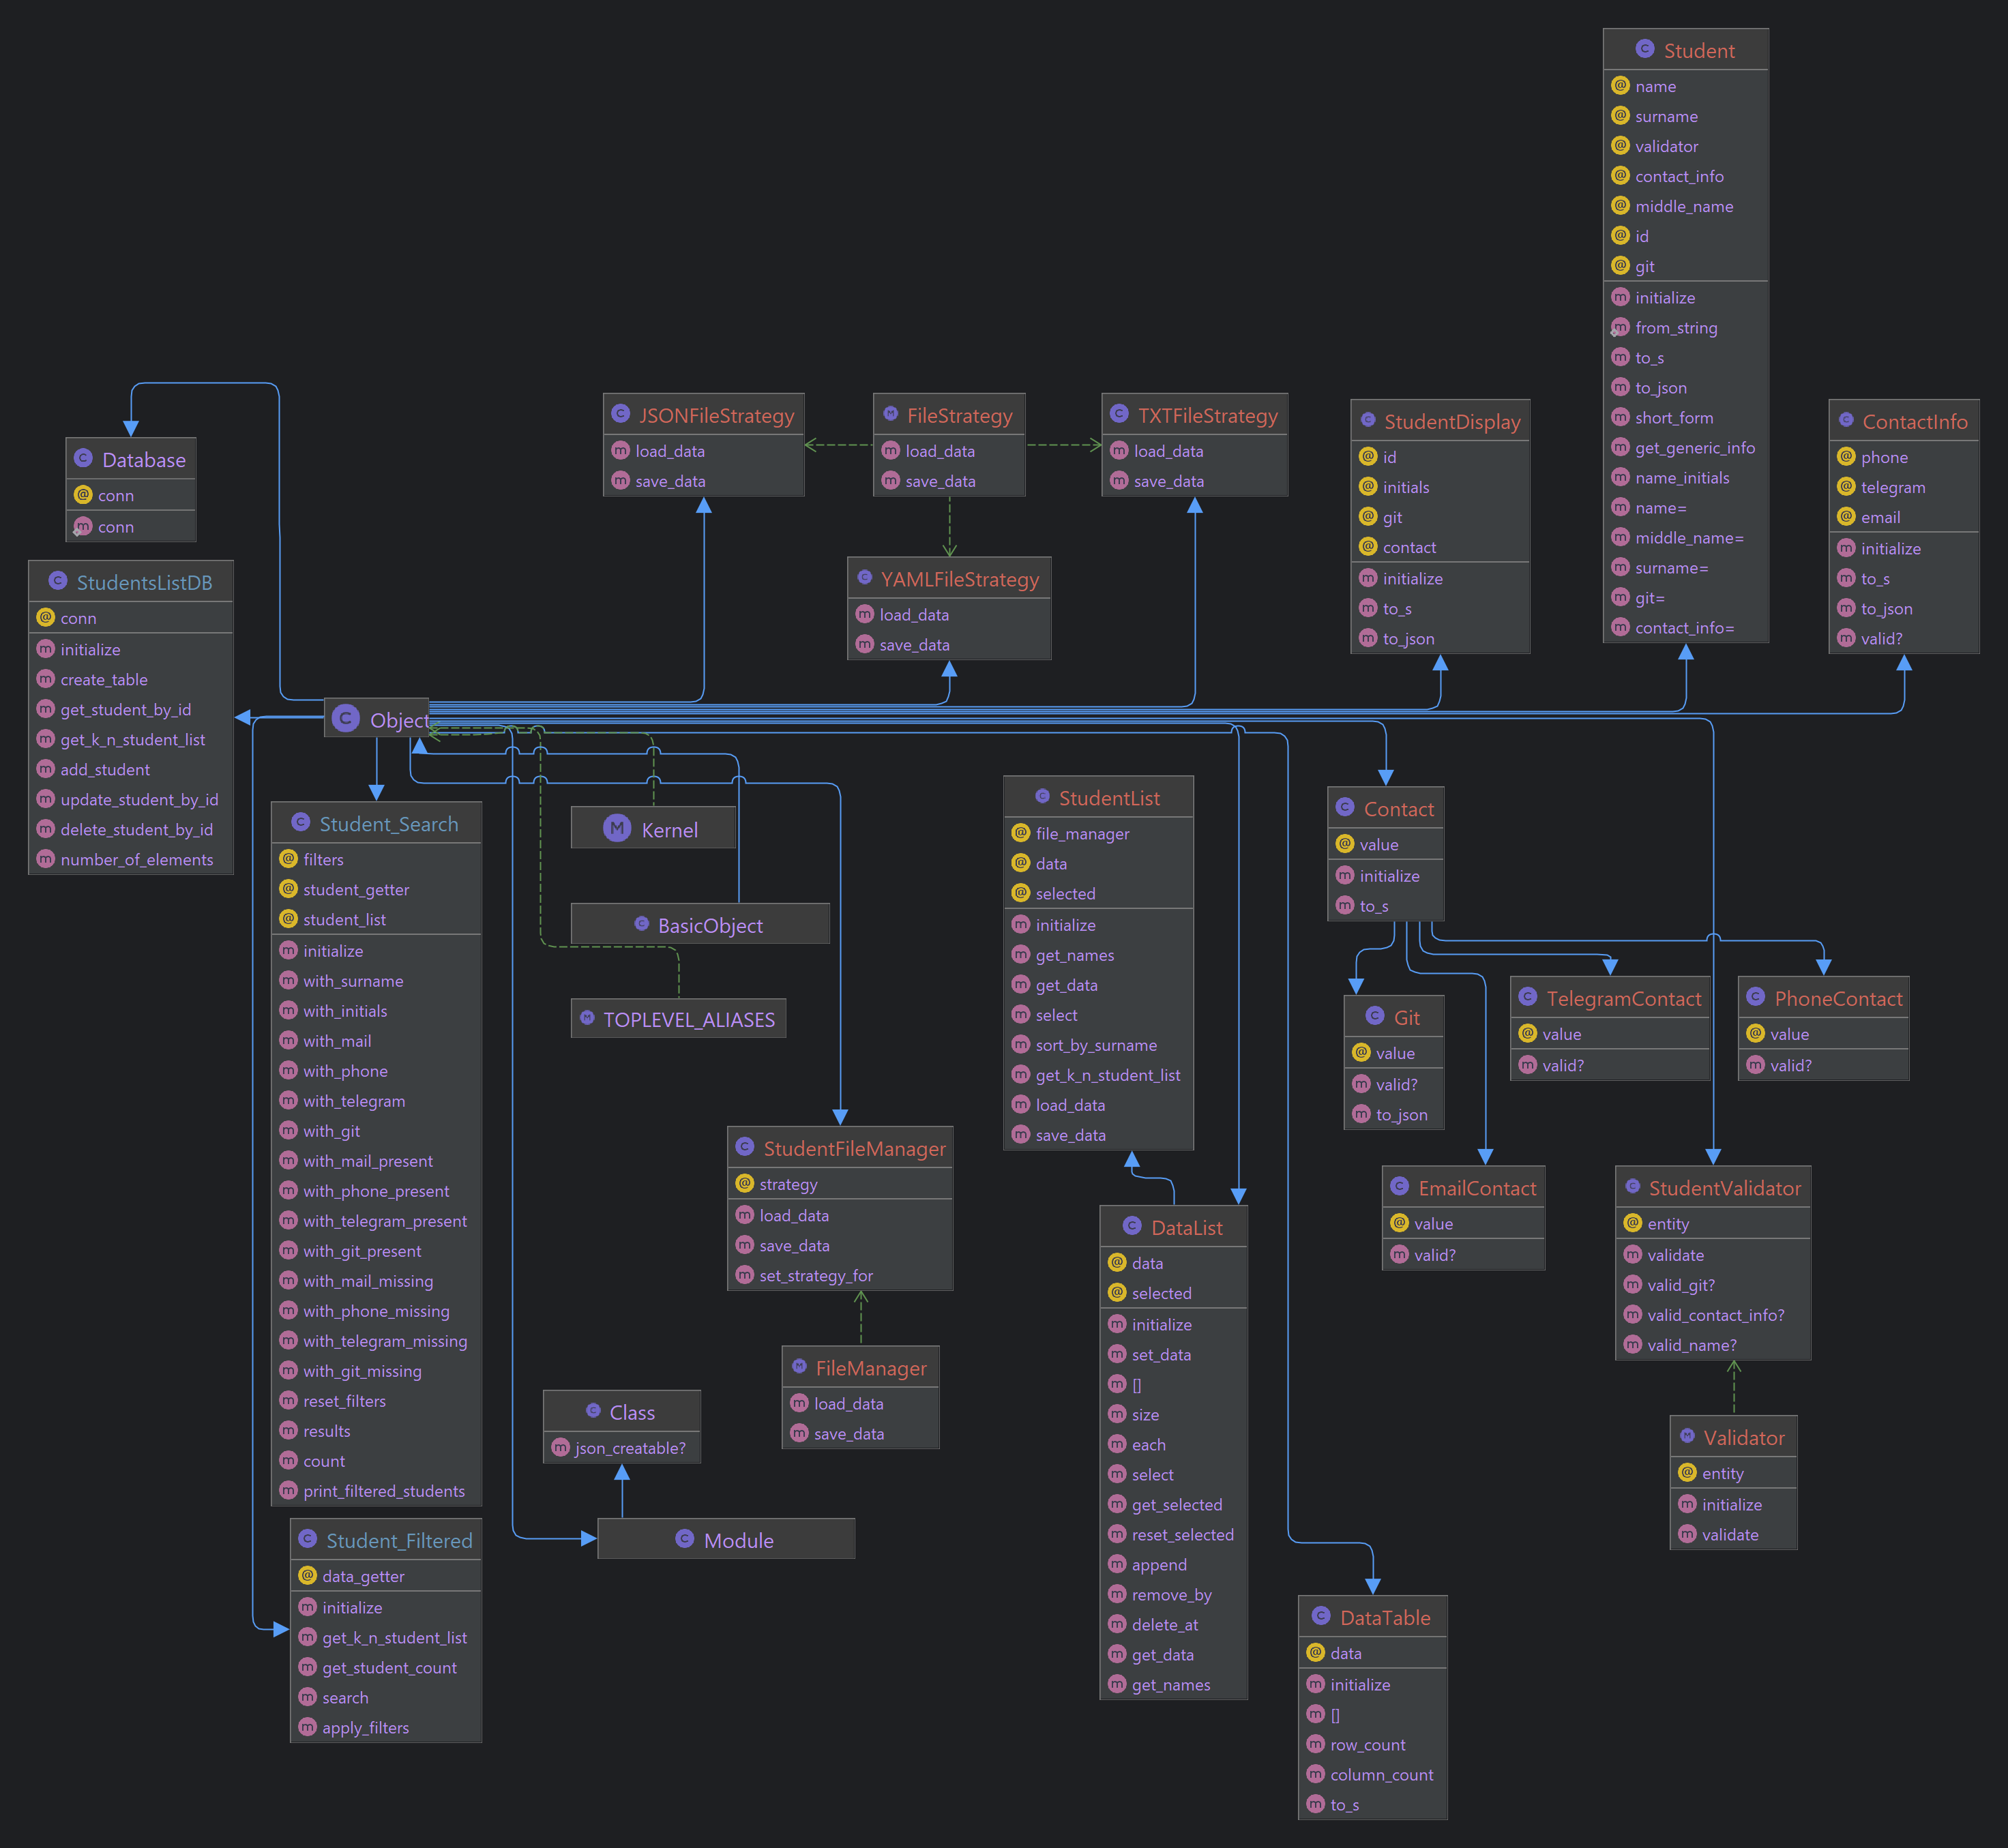 Student
name
surname
validator
contact_info
middle_name
id
git
initialize
from_string
to_s
to_json
short_form
get_generic_info
name_initials
name=
middle_name=
surname=
git=
contact_info=
JSONFileStrategy
load_data
save_data
FileStrategy
load_data
save_data
TXTFileStrategy
load_data
save_data
StudentDisplay
id
initials
git
contact
initialize
to_s
to_json
ContactInfo
phone
telegram
email
initialize
to_s
to_json
valid?
Database
conn
conn
YAMLFileStrategy
load_data
save_data
StudentsListDB
conn
initialize
create_table
get_student_by_id
get_k_n_student_list
add_student
update_student_by_id
delete_student_by_id
number_of_elements
Object
Student_Search
filters
student_getter
student_list
initialize
with_surname
with_initials
with_mail
with_phone
with_telegram
with_git
with_mail_present
with_phone_present
with_telegram_present
with_git_present
with_mail_missing
with_phone_missing
with_telegram_missing
with_git_missing
reset_filters
results
count
print_filtered_students
Kernel
BasicObject
TOPLEVEL_ALIASES
StudentList
file_manager
data
selected
initialize
get_names
get_data
select
sort_by_surname
get_k_n_student_list
load_data
save_data
Contact
value
initialize
to_s
Git
value
valid?
to_json
TelegramContact
value
valid?
PhoneContact
value
valid?
StudentFileManager
strategy
load_data
save_data
set_strategy_for
EmailContact
value
valid?
StudentValidator
entity
validate
valid_git?
valid_contact_info?
valid_name?
DataList
data
selected
initialize
set_data
[]
size
each
select
get_selected
reset_selected
append
remove_by
delete_at
get_data
get_names
FileManager
load_data
save_data
Class
json_creatable?
Validator
entity
initialize
validate
Module
Student_Filtered
data_getter
initialize
get_k_n_student_list
get_student_count
search
apply_filters
DataTable
data
initialize
[]
row_count
column_count
to_s